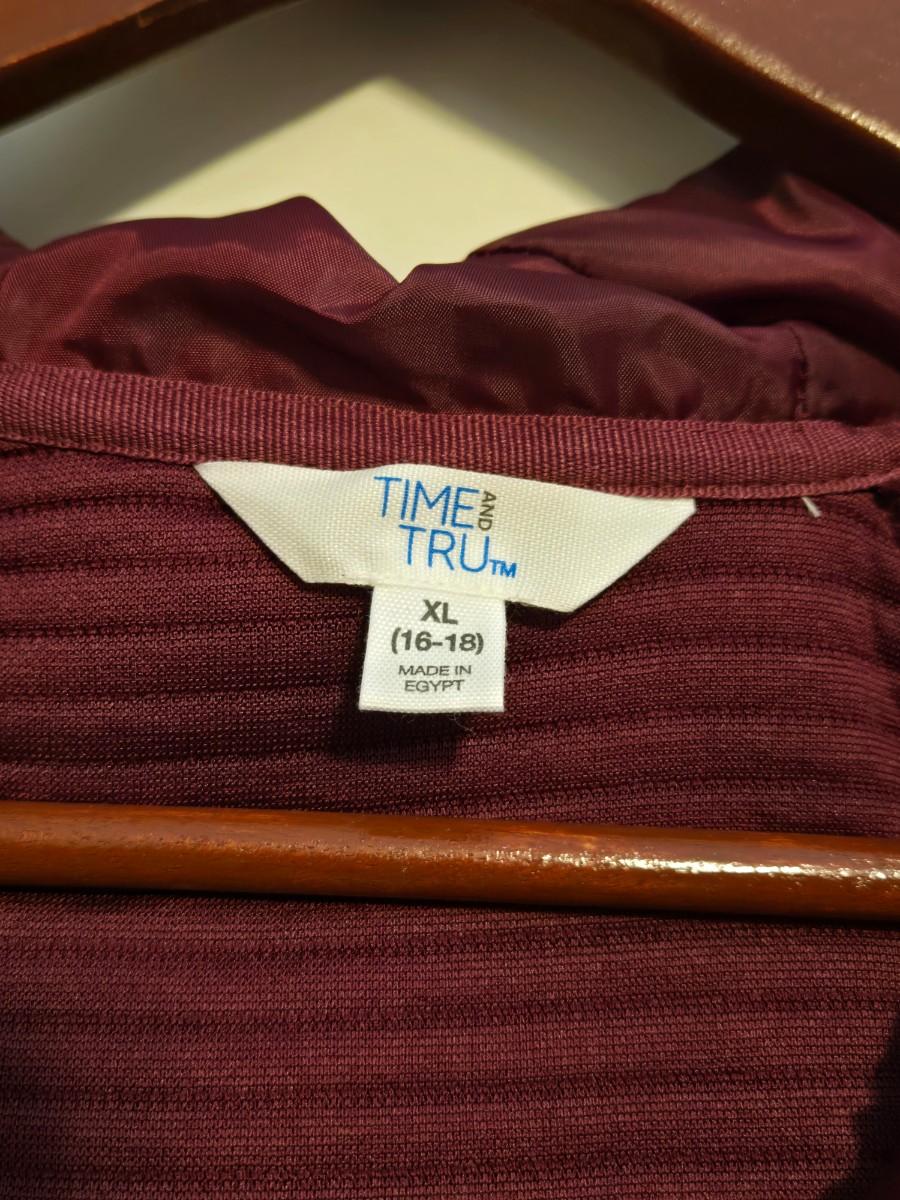 TIME AND
TRU™
XL
(16-18)
MADE IN
EGYPT